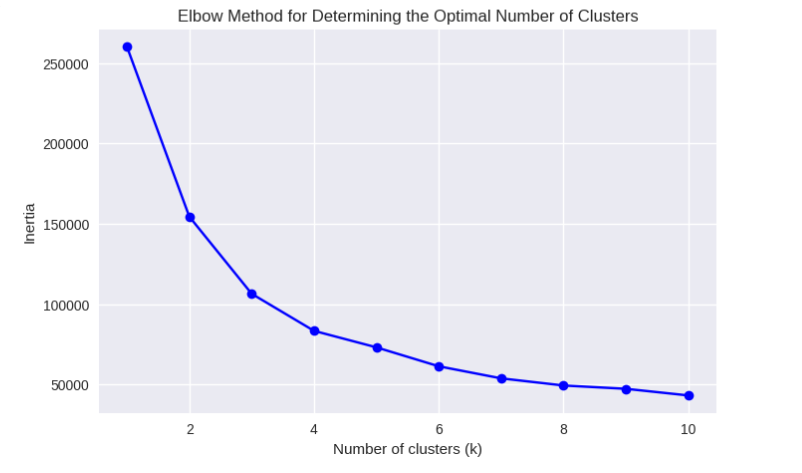 Elbow Method for Determining the Optimal Number of Clusters
250000
200000
150000
100000
50000
Inertia
2 4 6 8 10
Number of clusters (k)